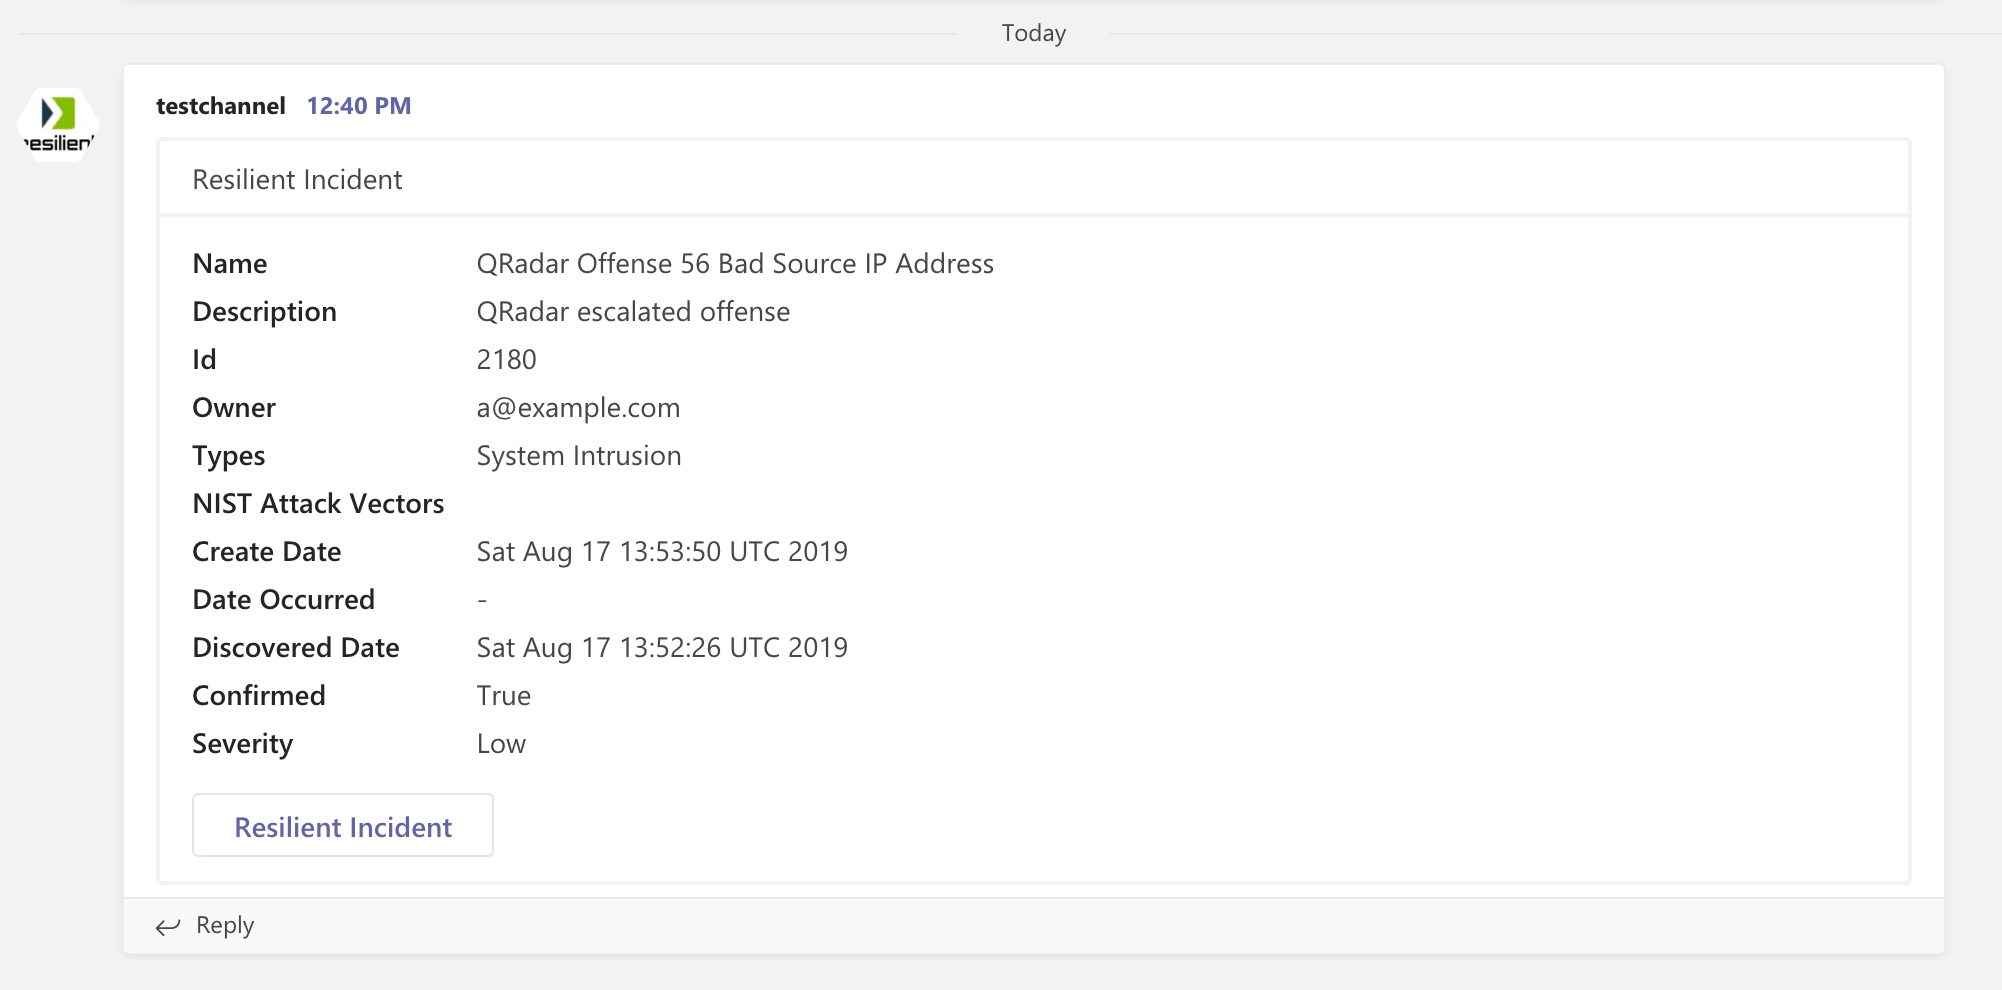 Today
testchannel 12:40 PM
resilient
Resilient Incident
Name QRadar Offense 56 Bad Source IP Address
Description QRadar escalated offense
Id 2180
Owner a@example.com
Types System Intrusion
NIST Attack Vectors
Create Date Sat Aug 17 13:53:50 UTC 2019
Date Occurred -
Discovered Date Sat Aug 17 13:52:26 UTC 2019
Confirmed True
Severity Low
Resilient Incident
Reply